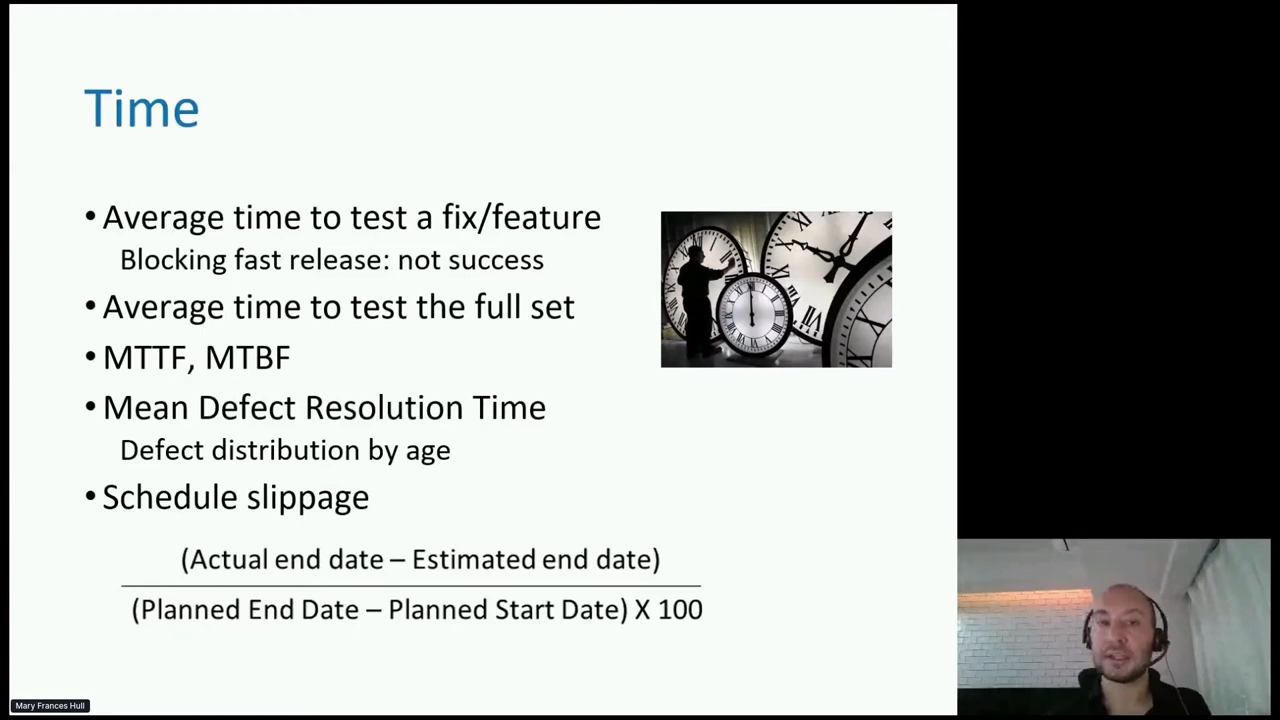 Time
• Average time to test a fix/feature
Blocking fast release: not success
• Average time to test the full set
• MTTF, MTBF
• Mean Defect Resolution Time
Defect distribution by age
• Schedule slippage
(Actual end date – Estimated end date)
(Planned End Date – Planned Start Date) X 100
Mary Frances Hull